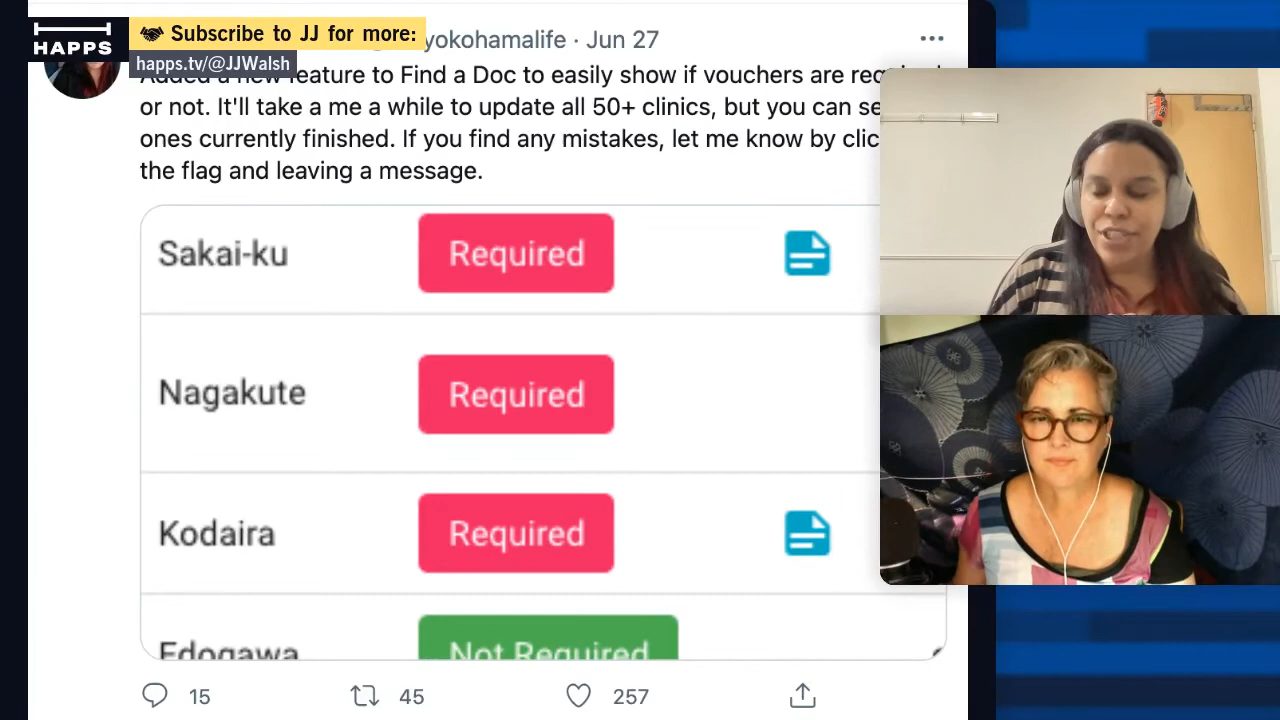 HAPPS
Subscribe to JJ for more:
happs.tv/@JJWalsh
yokohamalife · Jun 27
Added a new feature to Find a Doc to easily show if vouchers are
or not. It'll take a me a while to update all 50+ clinics, but you can
ones currently finished. If you find any mistakes, let me know by
the flag and leaving a message.
Sakai-ku Required
Nagakute Required
Kodaira Required
Edogawa Not Required
15 45 257